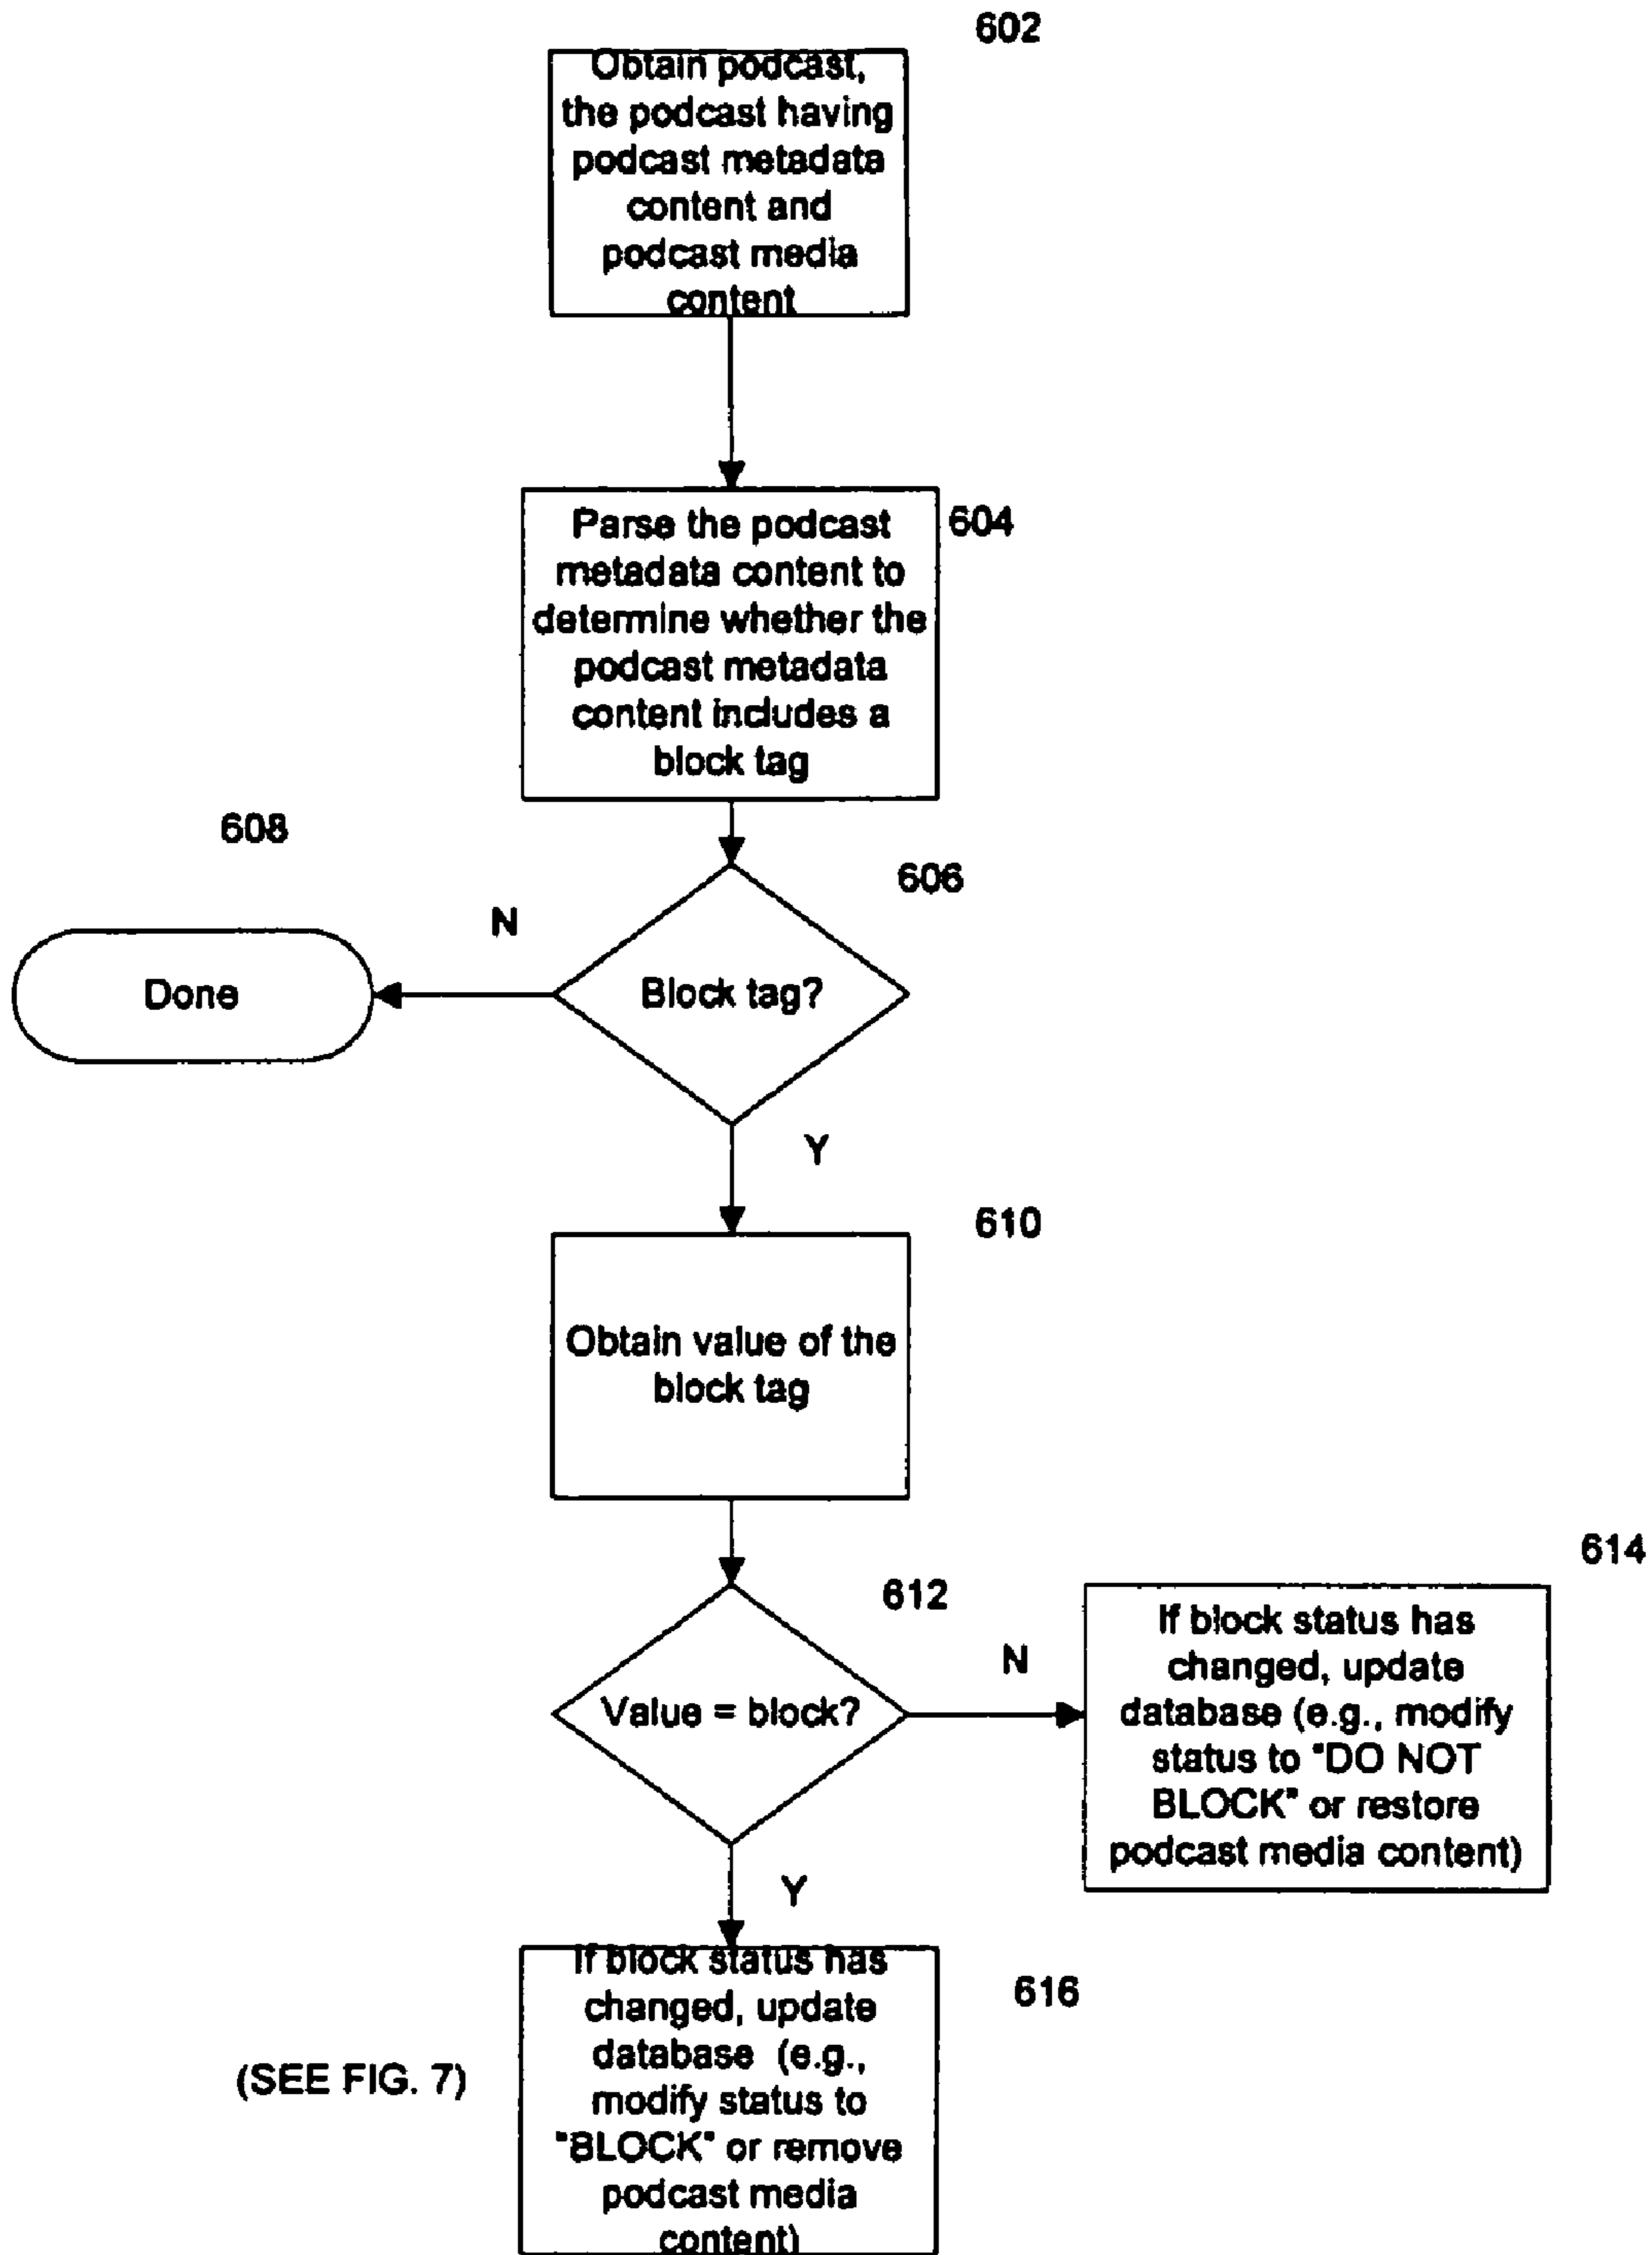 602
Obtain podcast,
the podcast having
podcast metadata
content and
podcast media
content
604
Parse the podcast
metadata content to
determine whether the
podcast metadata
content includes a
block tag
608
606
N
Done
Block tag?
Y
610
Obtain value of the
block tag
614
612
If block status has
changed, update
database (e.g., modify
status to "DO NOT
BLOCK" or restore
podcast media content)
N
Value = block?
Y
616
If block status has
changed, update
database (e.g.,
modify status to
"BLOCK" or remove
podcast media
content)
(SEE FIG. 7)